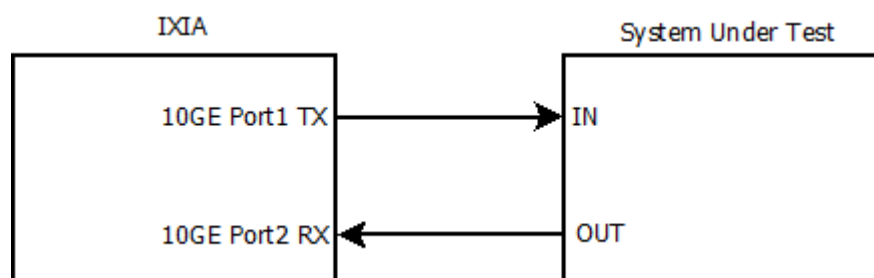 IXIA
System Under Test
10GE Port1 TX
IN
10GE Port2 RX
OUT